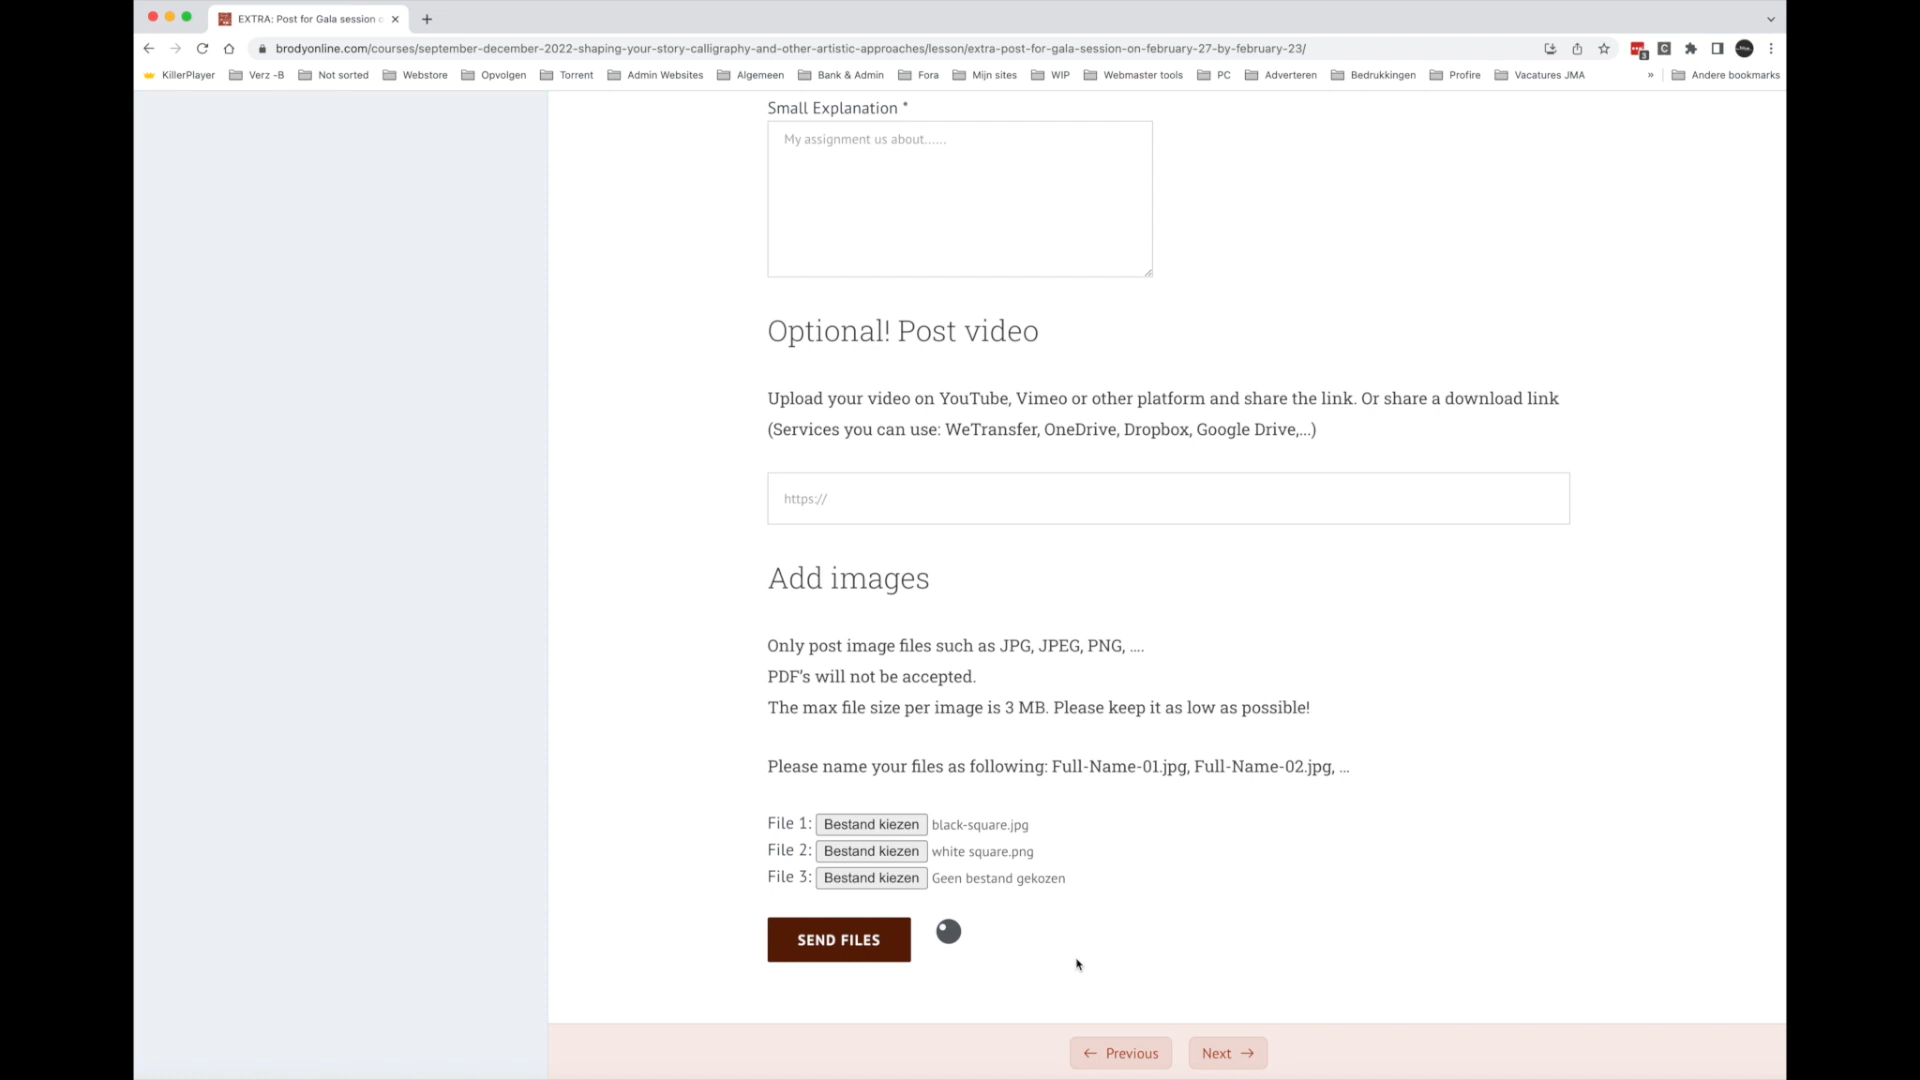 EXTRA: Post for Gala session o
brodyonline.com/courses/september-december-2022-shaping-your-story-calligraphy-and-other-artistic-approaches/lesson/extra-post-for-gala-session-on-february-27-by-february-23/
3
C
KillerPlayer Verz -B Not sorted Webstore Opvolgen Torrent Admin Websites Algemeen Bank & Admin Fora Mijn sites WIP Webmaster tools PC Adverteren Bedrukkingen Profire Vacatures JMA » Andere bookmarks
Small Explanation *
My assignment us about......
Optional! Post video
Upload your video on YouTube, Vimeo or other platform and share the link. Or share a download link
(Services you can use: WeTransfer, OneDrive, Dropbox, Google Drive,...)
https://
Add images
Only post image files such as JPG, JPEG, PNG, ....
PDF's will not be accepted.
The max file size per image is 3 MB. Please keep it as low as possible!
Please name your files as following: Full-Name-01.jpg, Full-Name-02.jpg, ...
File 1: Bestand kiezen black-square.jpg
File 2: Bestand kiezen white square.png
File 3: Bestand kiezen Geen bestand gekozen
SEND FILES
← Previous Next →